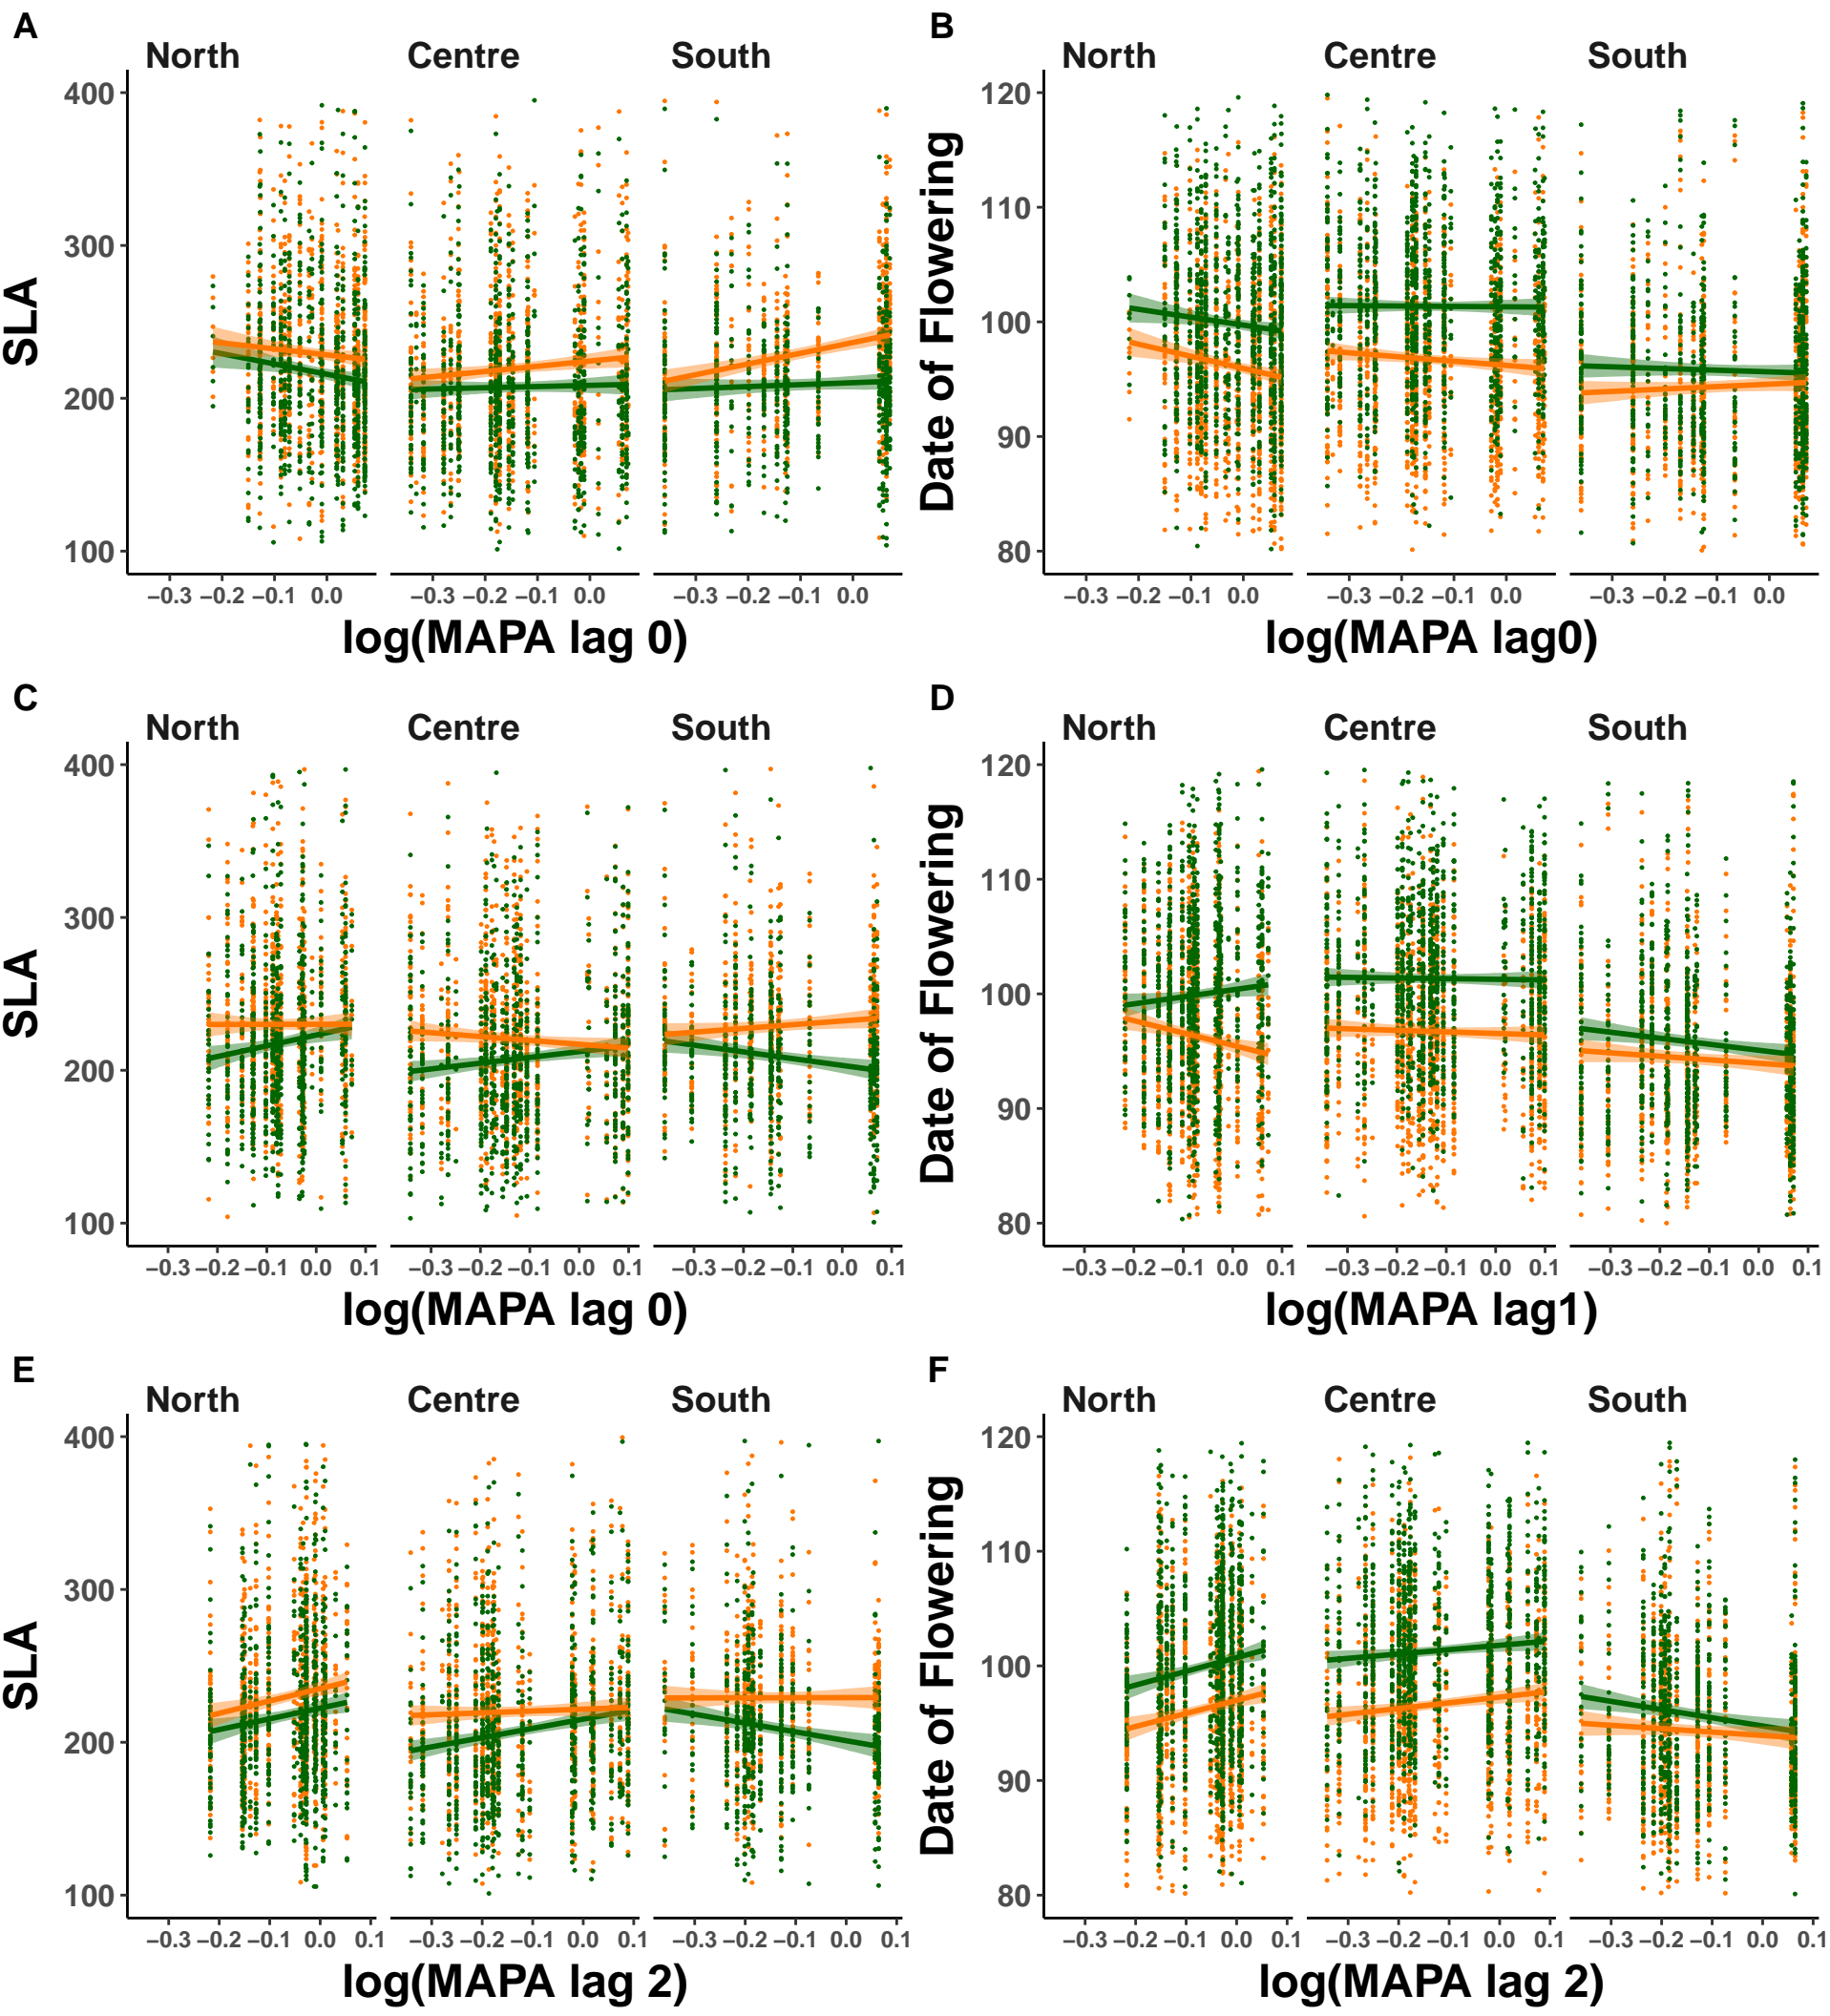 A
North Centre South
SLA
400
300
200
100
−0.3 −0.2 −0.1 0.0 −0.3 −0.2 −0.1 0.0 −0.3 −0.2 −0.1 0.0
log(MAPA lag 0)
B
North Centre South
Date of Flowering
120
110
100
90
80
−0.3 −0.2 −0.1 0.0 −0.3 −0.2 −0.1 0.0 −0.3 −0.2 −0.1 0.0
log(MAPA lag0)
C
North Centre South
SLA
400
300
200
100
−0.3 −0.2 −0.1 0.0 0.1 −0.3 −0.2 −0.1 0.0 0.1 −0.3 −0.2 −0.1 0.0 0.1
log(MAPA lag 0)
D
North Centre South
Date of Flowering
120
110
100
90
80
−0.3 −0.2 −0.1 0.0 0.1 −0.3 −0.2 −0.1 0.0 0.1 −0.3 −0.2 −0.1 0.0 0.1
log(MAPA lag1)
E
North Centre South
SLA
400
300
200
100
−0.3 −0.2 −0.1 0.0 0.1 −0.3 −0.2 −0.1 0.0 0.1 −0.3 −0.2 −0.1 0.0 0.1
log(MAPA lag 2)
F
North Centre South
Date of Flowering
120
110
100
90
80
−0.3 −0.2 −0.1 0.0 0.1 −0.3 −0.2 −0.1 0.0 0.1 −0.3 −0.2 −0.1 0.0 0.1
log(MAPA lag 2)